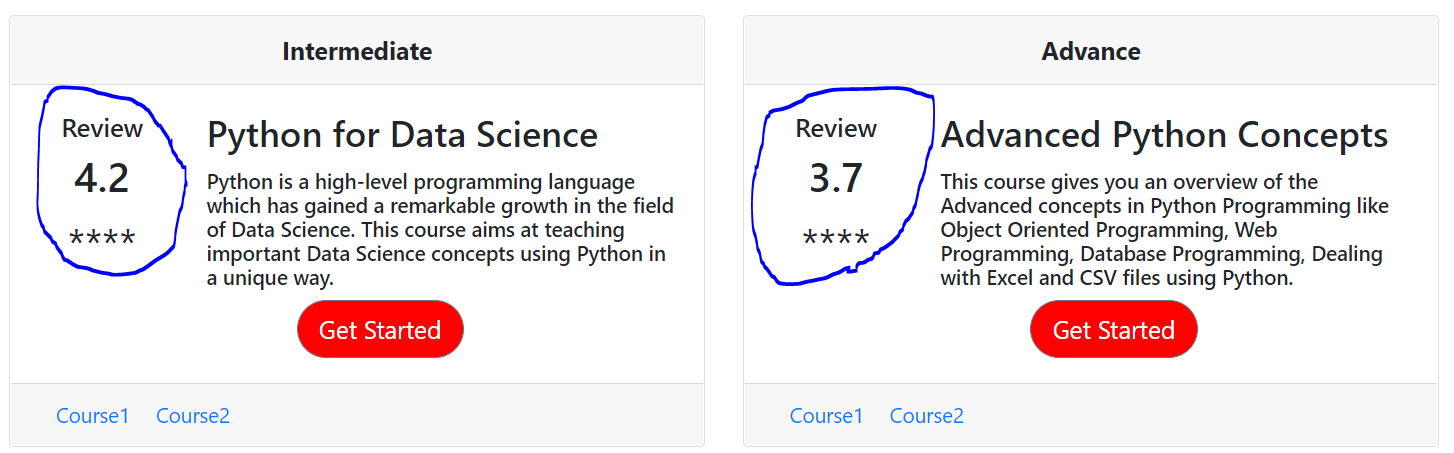 Intermediate
Review
4.2
****
Python for Data Science
Python is a high-level programming language
which has gained a remarkable growth in the field
of Data Science. This course aims at teaching
important Data Science concepts using Python in
a unique way.
Get Started
Course1 Course2
Advance
Review
3.7
****
Advanced Python Concepts
This course gives you an overview of the
Advanced concepts in Python Programming like
Object Oriented Programming, Web
Programming, Database Programming, Dealing
with Excel and CSV files using Python.
Get Started
Course1 Course2